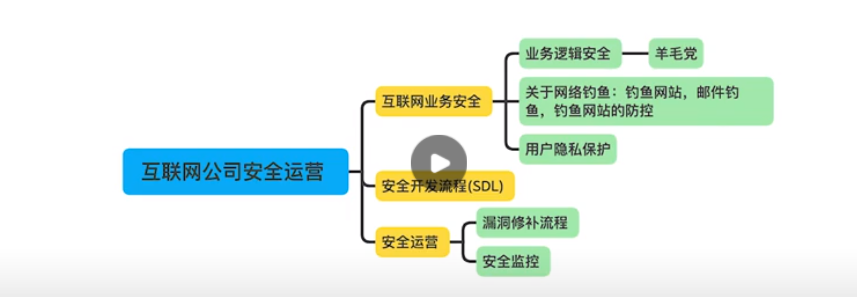 业务逻辑安全
羊毛党
互联网业务安全
关于网络钓鱼：钓鱼网站，邮件钓
鱼，钓鱼网站的防控
用户隐私保护
互联网公司安全运营
安全开发流程(SDL)
安全运营
漏洞修补流程
安全监控